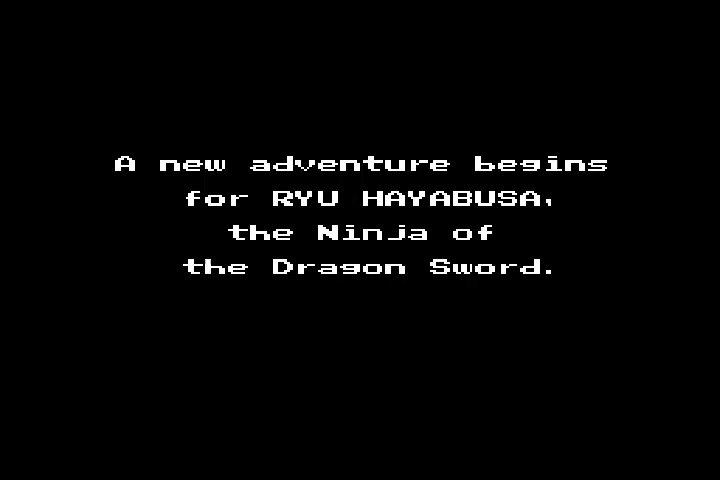 A new adventure begins
for RYU HAYABUSA,
the Ninja of
the Dragon Sword.